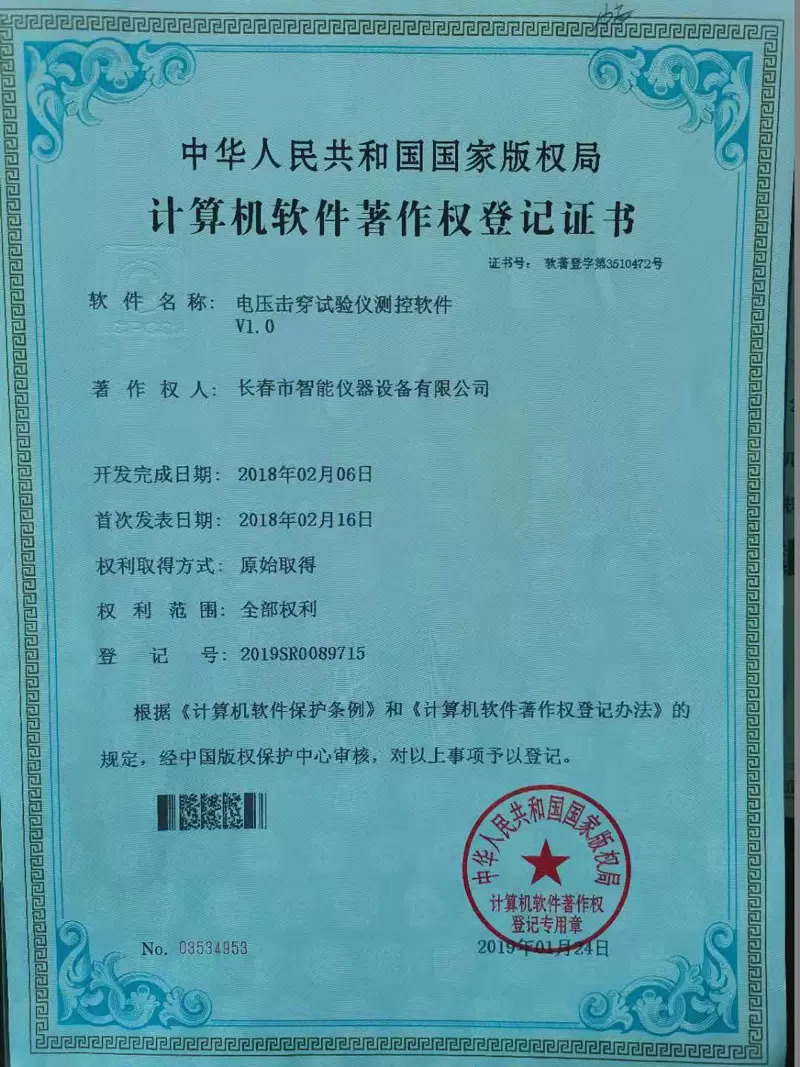 中华人民共和国国家版权局
计算机软件著作权登记证书
证书号： 软著登字第3510472号
软件名称： 电压击穿试验仪测控软件
V1.0
著作权人： 长春市智能仪器设备有限公司
开发完成日期： 2018年02月06日
首次发表日期： 2018年02月16日
权利取得方式： 原始取得
权利范围： 全部权利
登记号： 2019SR0089715
根据《计算机软件保护条例》和《计算机软件著作权登记办法》的
规定，经中国版权保护中心审核，对以上事项予以登记。
中华人民共和国国家版权局
计算机软件著作权
登记专用章
No. 03534953
2019年01月24日